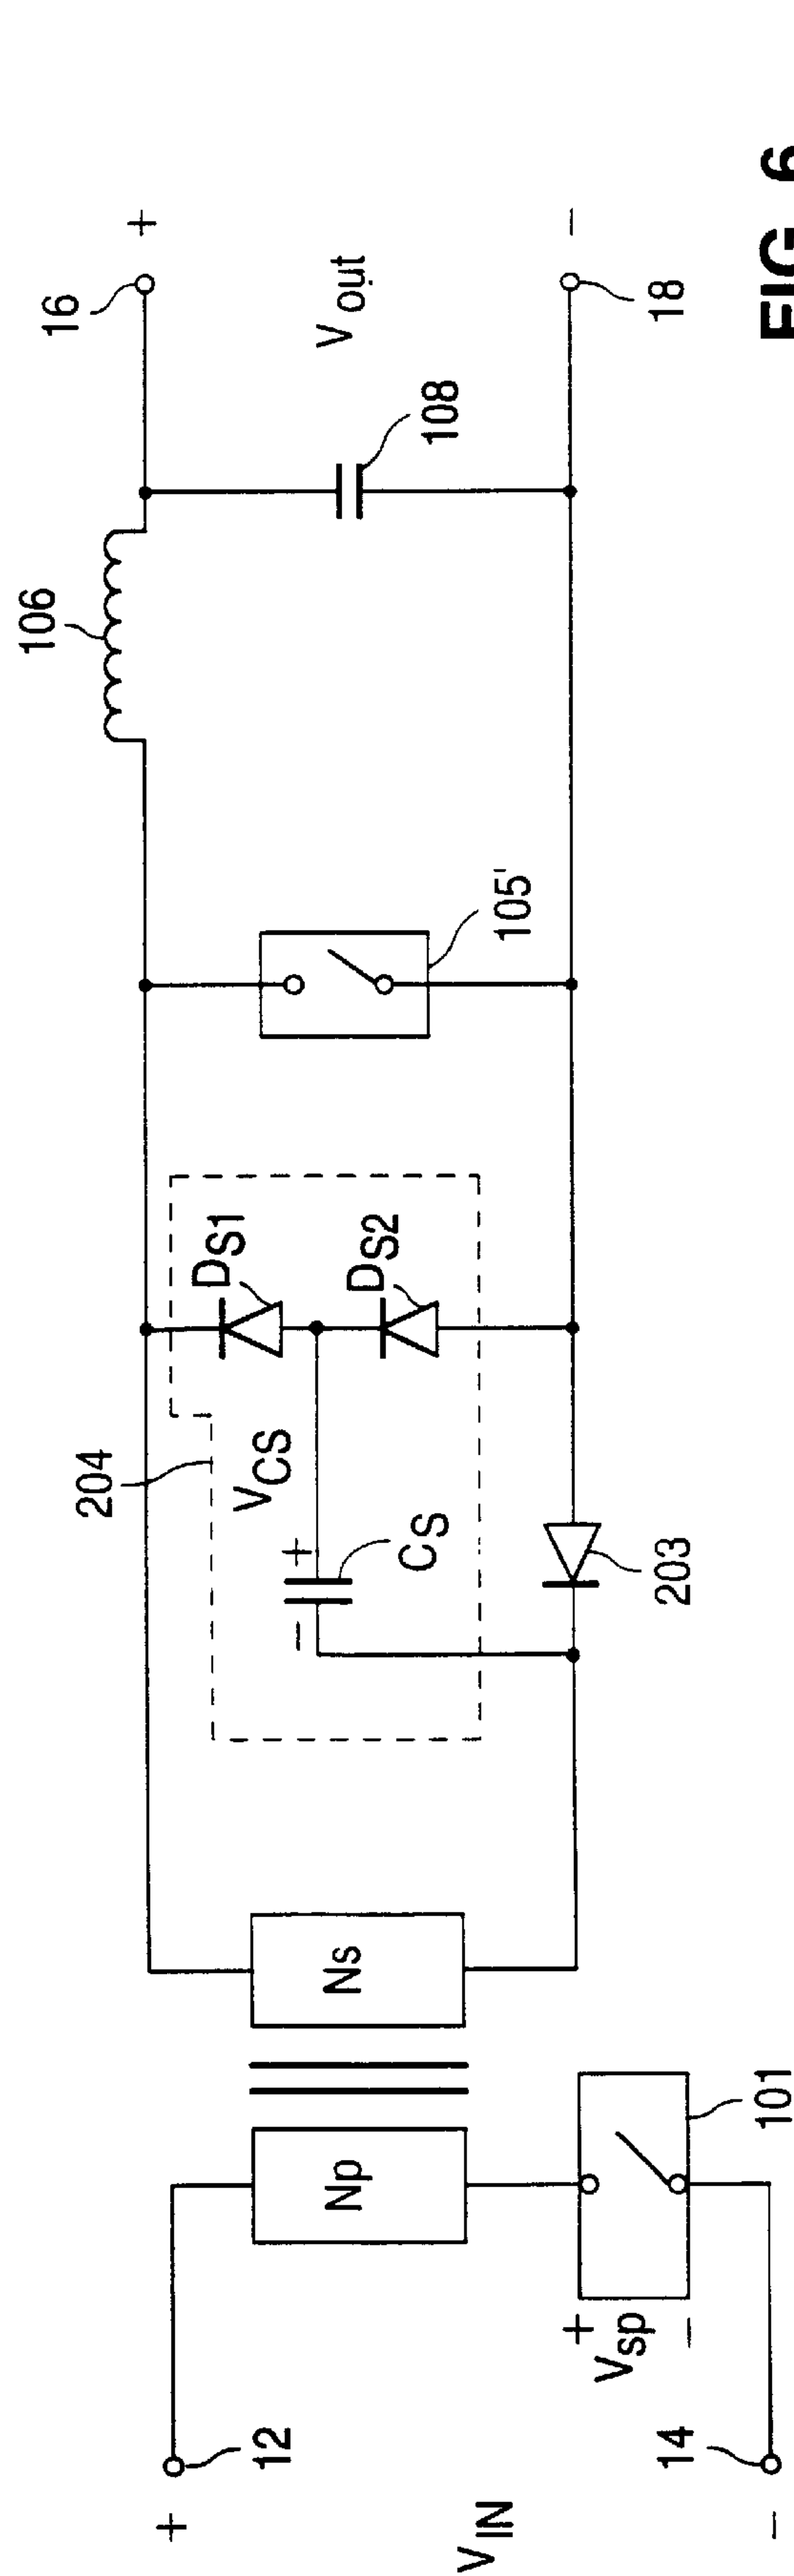 16
+
106
V out
108
−
18
105'
204
DS1
DS2
VCS
+
−
CS
203
Ns
Np
101
+
Vsp
−
12
14
+
VIN
−
FIG. 6